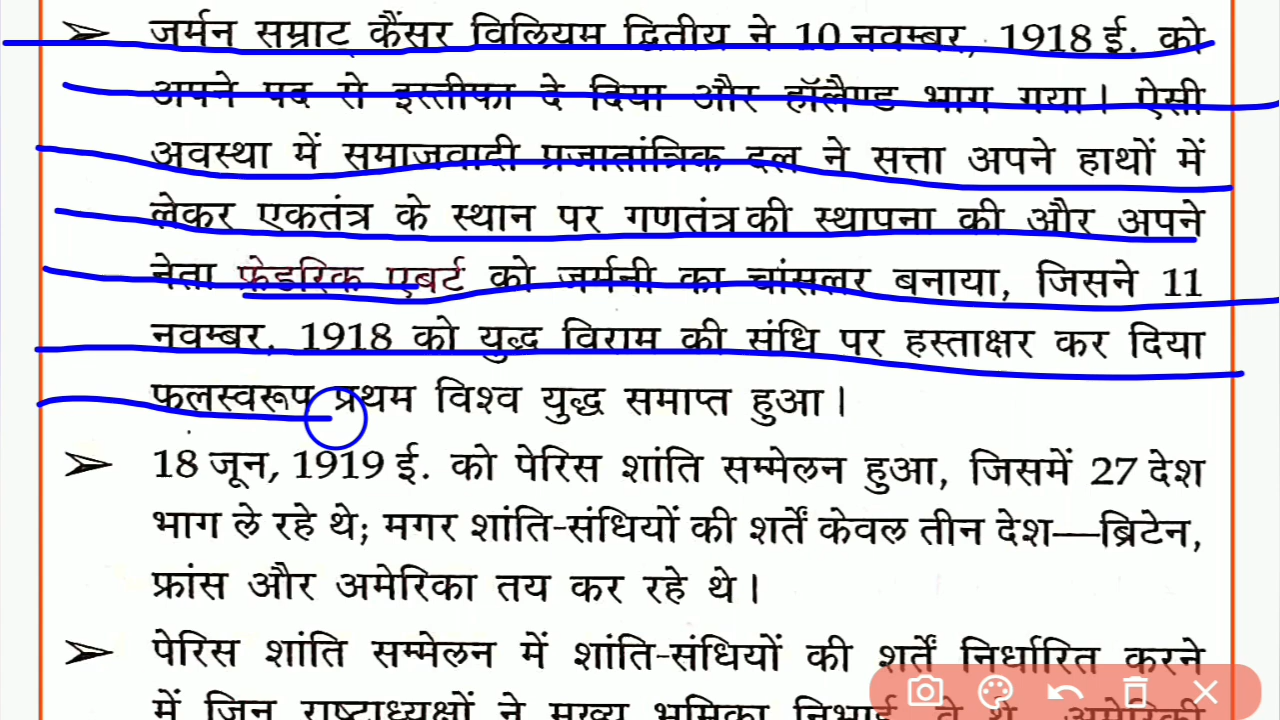 ➢ जर्मन सम्राट् कैंसर विलियम द्वितीय ने 10 नवम्बर, 1918 ई. को
अपने पद से इस्तीफा दे दिया और हॉलैण्ड भाग गया। ऐसी
अवस्था में समाजवादी प्रजातांत्रिक दल ने सत्ता अपने हाथों में
लेकर एकतंत्र के स्थान पर गणतंत्र की स्थापना की और अपने
नेता फ्रेडरिक एबर्ट को जर्मनी का चांसलर बनाया, जिसने 11
नवम्बर, 1918 को युद्ध विराम की संधि पर हस्ताक्षर कर दिया
फलस्वरूप प्रथम विश्व युद्ध समाप्त हुआ।
➢ 18 जून, 1919 ई. को पेरिस शांति सम्मेलन हुआ, जिसमें 27 देश
भाग ले रहे थे; मगर शांति-संधियों की शर्तें केवल तीन देश—ब्रिटेन,
फ्रांस और अमेरिका तय कर रहे थे।
➢ पेरिस शांति सम्मेलन में शांति-संधियों की शर्तें निर्धारित करने
में जिन राष्ट्राध्यक्षों ने मुख्य भूमिका निभाई, वे थे— अमेरिकी